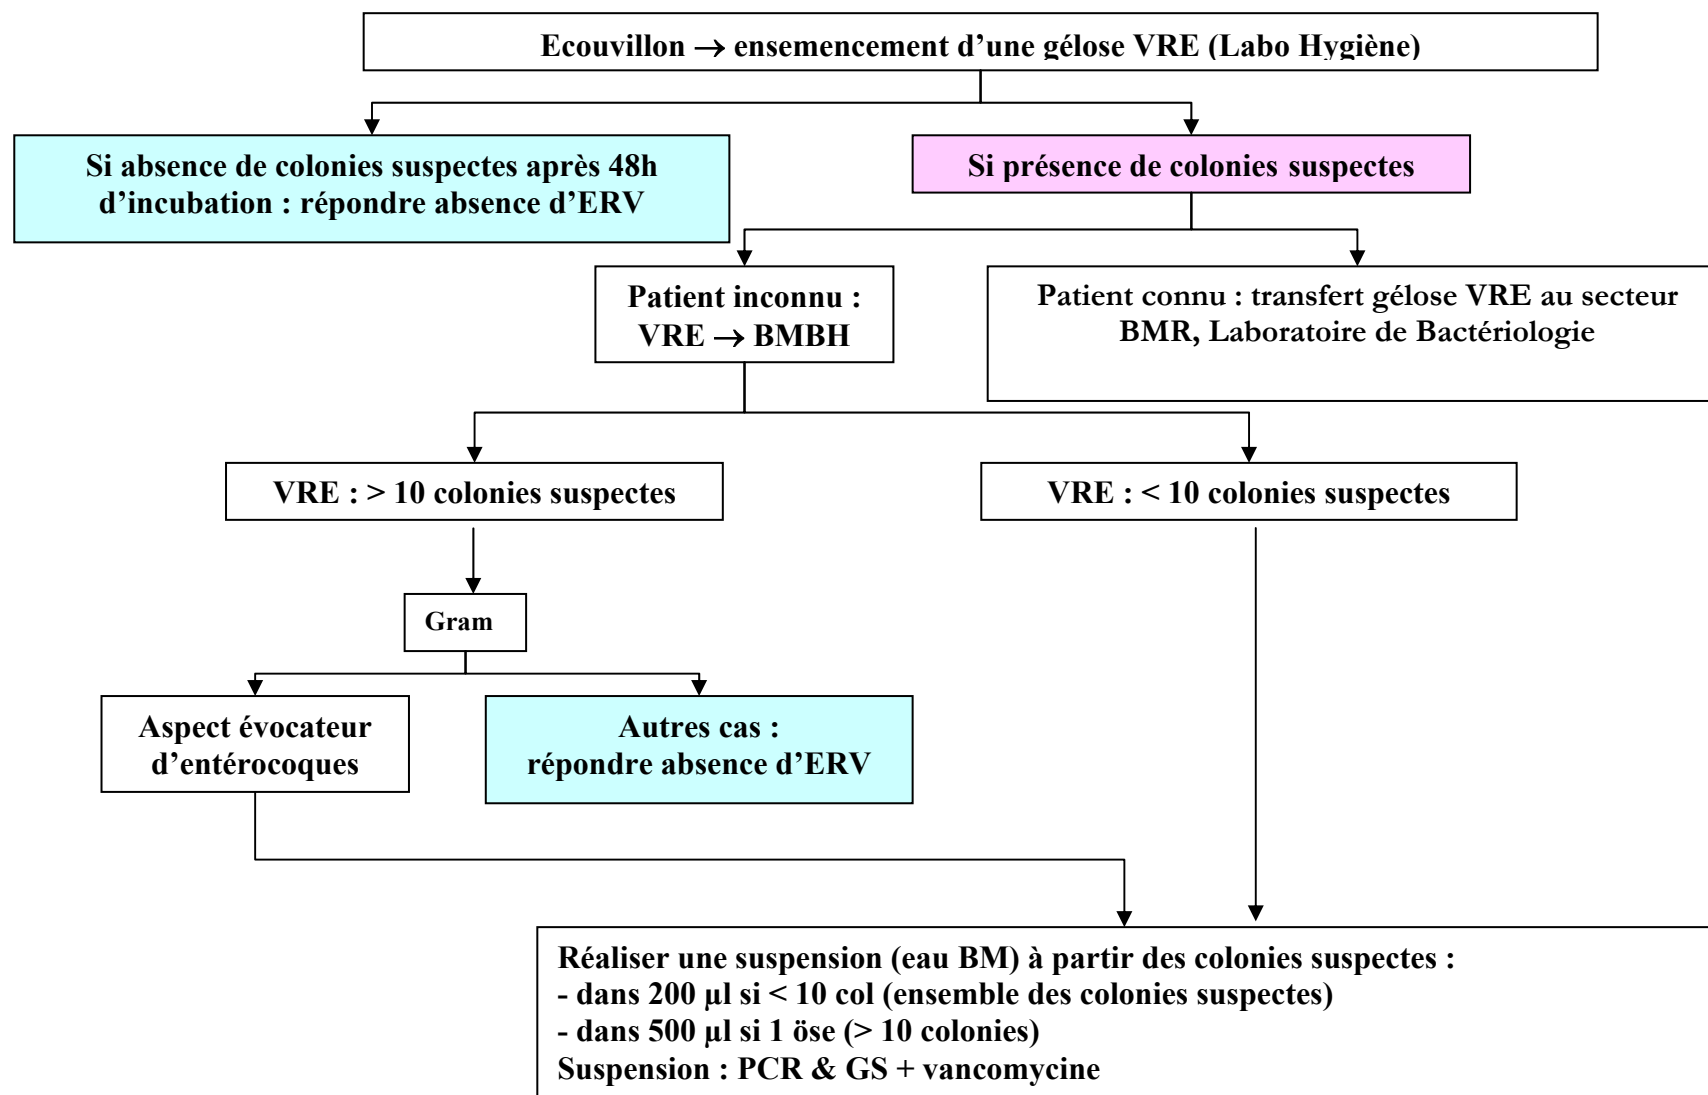 Ecouvillon → ensemencement d’une gélose VRE (Labo Hygiène)
Si absence de colonies suspectes après 48h
d’incubation : répondre absence d’ERV
Si présence de colonies suspectes
Patient inconnu :
VRE → BMBH
Patient connu : transfert gélose VRE au secteur
BMR, Laboratoire de Bactériologie
VRE : > 10 colonies suspectes
VRE : < 10 colonies suspectes
Gram
Aspect évocateur
d’entérocoques
Autres cas :
répondre absence d’ERV
Réaliser une suspension (eau BM) à partir des colonies suspectes :
- dans 200 µl si < 10 col (ensemble des colonies suspectes)
- dans 500 µl si 1 öse (> 10 colonies)
Suspension : PCR & GS + vancomycine